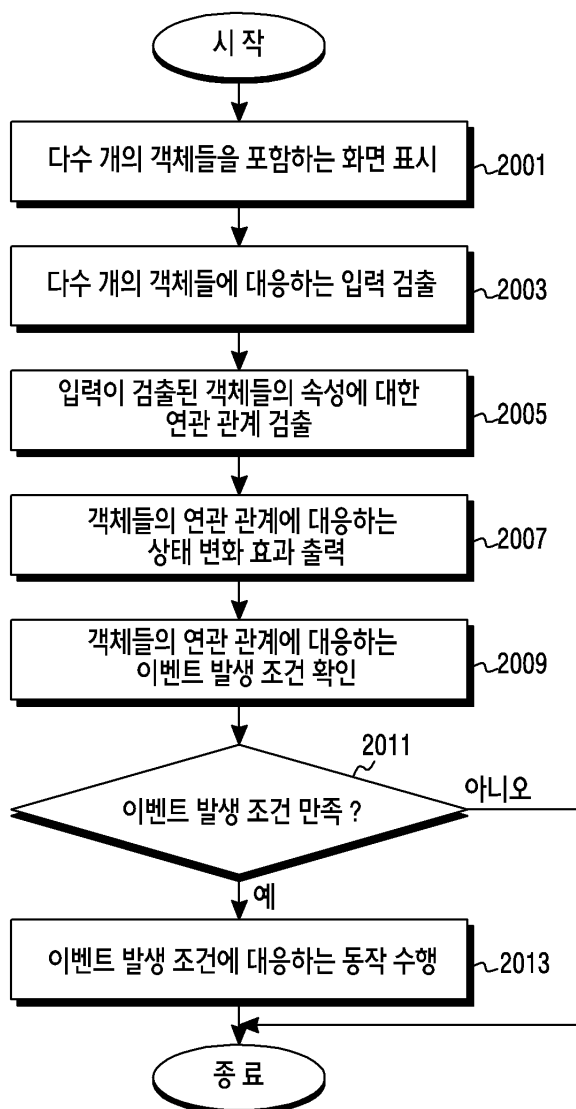 시 작
다수 개의 객체들을 포함하는 화면 표시
2001
다수 개의 객체들에 대응하는 입력 검출
2003
입력이 검출된 객체들의 속성에 대한
연관 관계 검출
2005
객체들의 연관 관계에 대응하는
상태 변화 효과 출력
2007
객체들의 연관 관계에 대응하는
이벤트 발생 조건 확인
2009
2011
이벤트 발생 조건 만족 ?
아니오
예
이벤트 발생 조건에 대응하는 동작 수행
2013
종 료